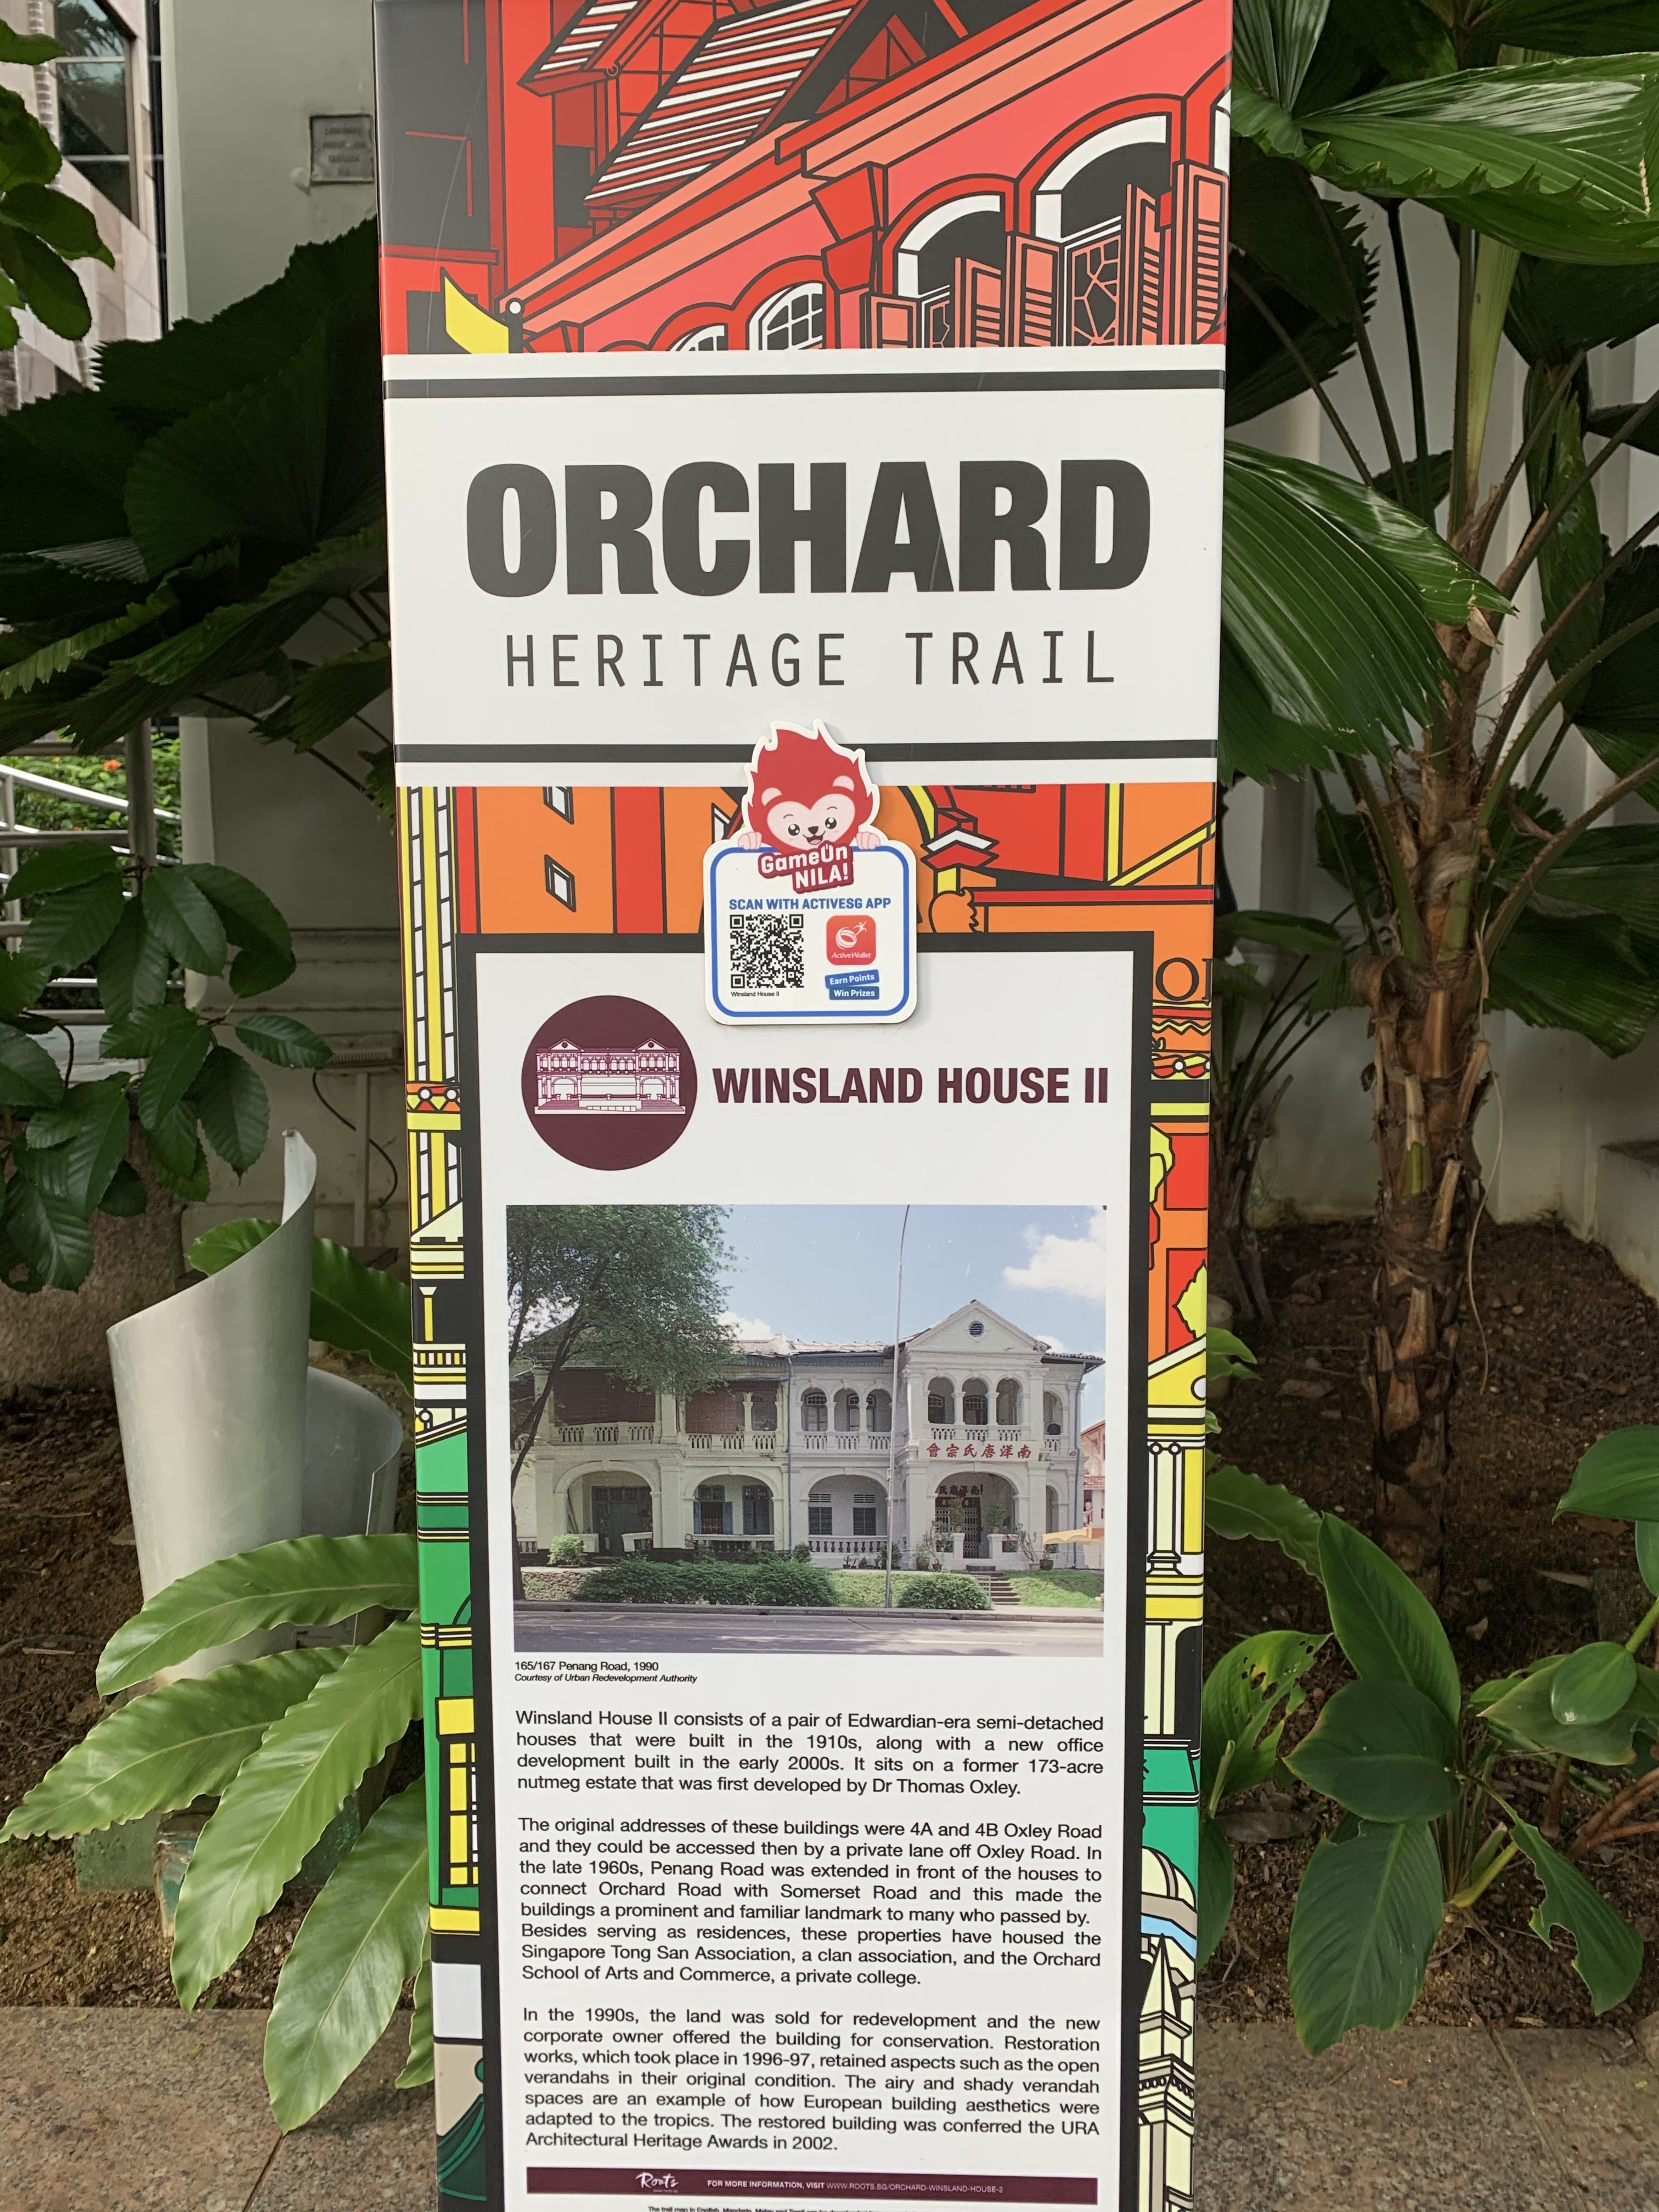 ORCHARD
HERITAGE TRAIL
GameOn
NILA!
SCAN WITH ACTIVESG APP
ActiveWallet
Earn Points
Win Prizes
Winsland House II
WINSLAND HOUSE II
會宗氏唐洋南
165/167 Penang Road, 1990
Courtesy of Urban Redevelopment Authority
Winsland House II consists of a pair of Edwardian-era semi-detached
houses that were built in the 1910s, along with a new office
development built in the early 2000s. It sits on a former 173-acre
nutmeg estate that was first developed by Dr Thomas Oxley.
The original addresses of these buildings were 4A and 4B Oxley Road
and they could be accessed then by a private lane off Oxley Road. In
the late 1960s, Penang Road was extended in front of the houses to
connect Orchard Road with Somerset Road and this made the
buildings a prominent and familiar landmark to many who passed by.
Besides serving as residences, these properties have housed the
Singapore Tong San Association, a clan association, and the Orchard
School of Arts and Commerce, a private college.
In the 1990s, the land was sold for redevelopment and the new
corporate owner offered the building for conservation. Restoration
works, which took place in 1996-97, retained aspects such as the open
verandahs in their original condition. The airy and shady verandah
spaces are an example of how European building aesthetics were
adapted to the tropics. The restored building was conferred the URA
Architectural Heritage Awards in 2002.
Roots
FOR MORE INFORMATION, VISIT WWW.ROOTS.SG/ORCHARD-WINSLAND-HOUSE-2